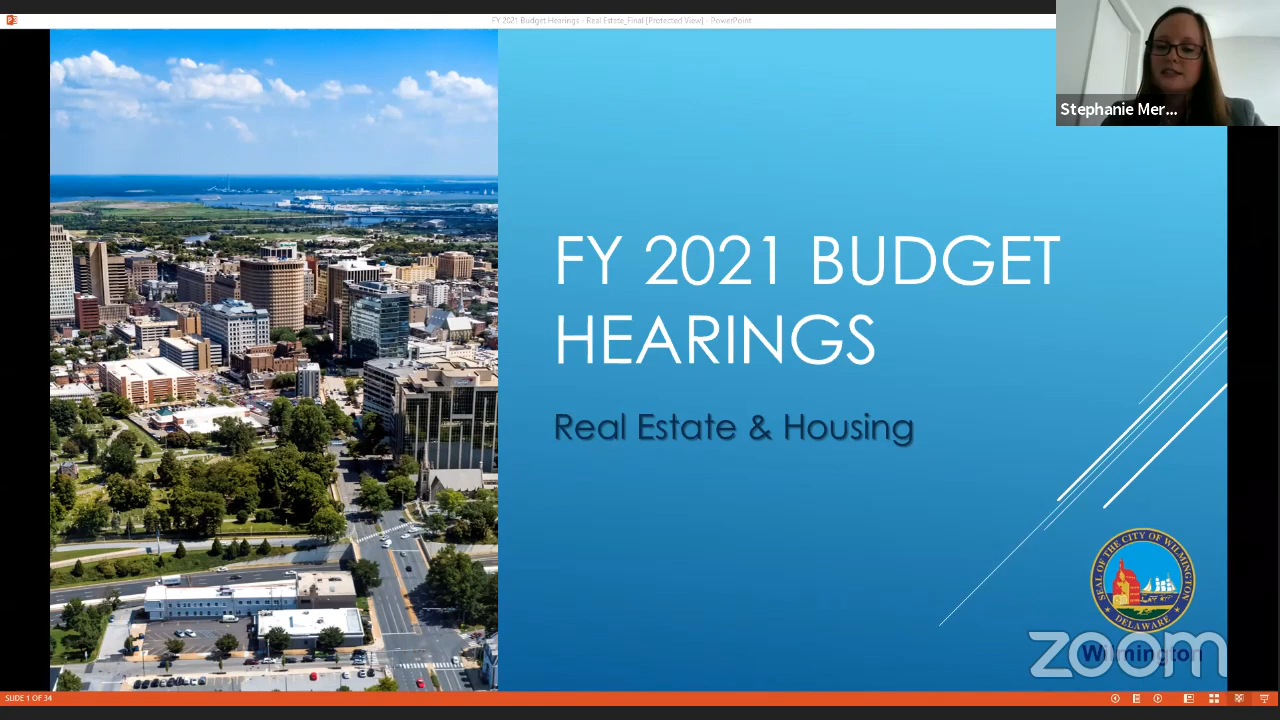 FY 2021 Budget Hearings - Real Estate_Final [Protected View] - PowerPoint
Stephanie Mer...
FY 2021 BUDGET
HEARINGS
Real Estate & Housing
SEAL OF THE CITY OF WILMINGTON
DELAWARE
Wilmington
zoom
SLIDE 1 OF 34